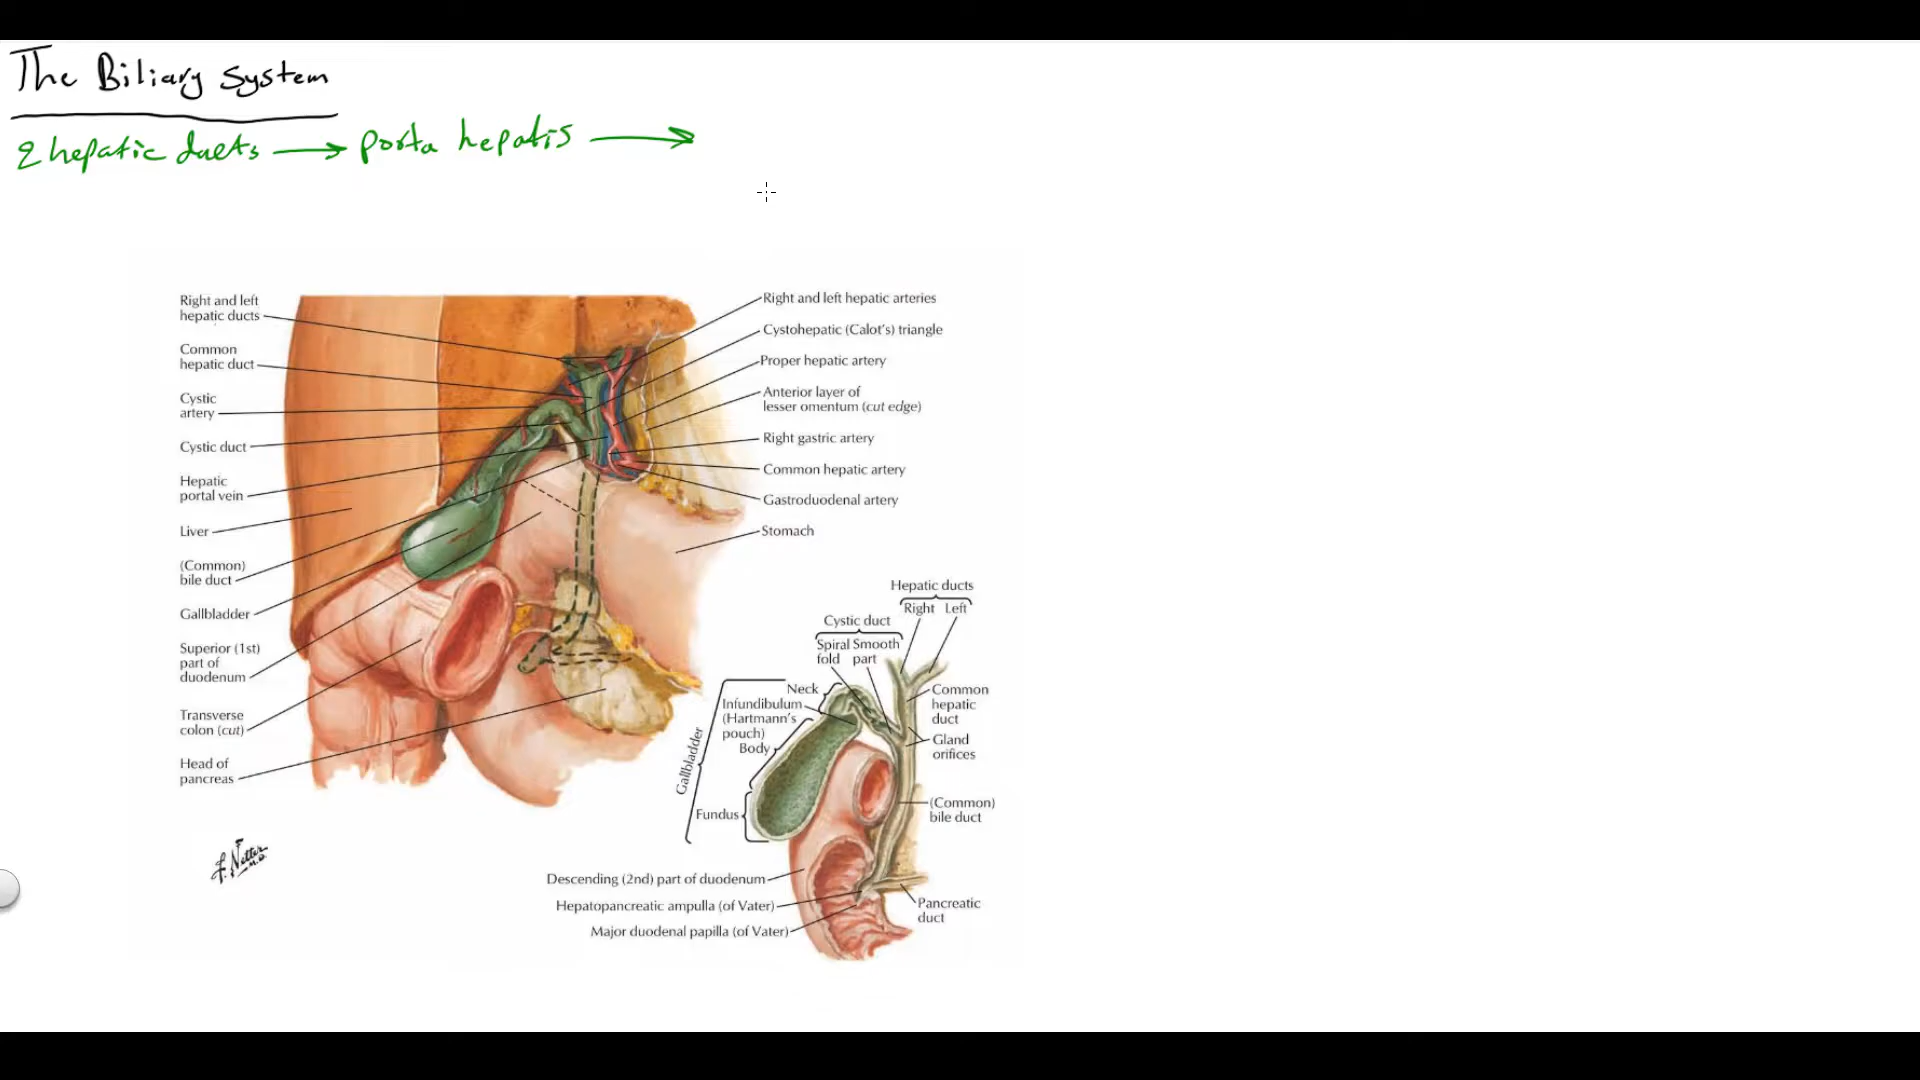 The Biliary System
2 hepatic ducts → porta hepatis →
Right and left
hepatic ducts
Common
hepatic duct
Cystic
artery
Cystic duct
Hepatic
portal vein
Liver
(Common)
bile duct
Gallbladder
Superior (1st)
part of
duodenum
Transverse
colon (cut)
Head of
pancreas
Right and left hepatic arteries
Cystohepatic (Calot's) triangle
Proper hepatic artery
Anterior layer of
lesser omentum (cut edge)
Right gastric artery
Common hepatic artery
Gastroduodenal artery
Stomach
Hepatic ducts
Right Left
Cystic duct
Spiral Smooth
fold part
Neck
Infundibulum
(Hartmann's
pouch)
Body
Gallbladder
Fundus
Common
hepatic
duct
Gland
orifices
(Common)
bile duct
Descending (2nd) part of duodenum
Hepatopancreatic ampulla (of Vater)
Major duodenal papilla (of Vater)
Pancreatic
duct
F. Netter
M.D.